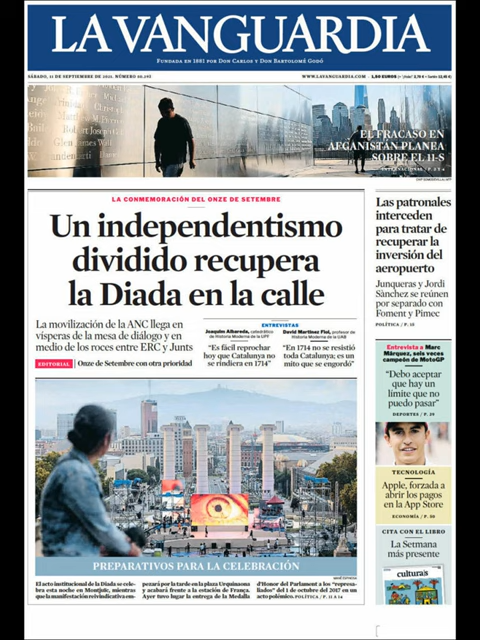 LA VANGUARDIA
FUNDADA EN 1881 POR DON CARLOS Y DON BARTOLOMÉ GODÓ
SÁBADO, 11 DE SEPTIEMBRE DE 2021.
WWW.LAVANGUARDIA.COM 1,50 EUROS
EL FRACASO EN
AFGANISTÁN PLANEA
SOBRE EL 11-S
INTERNACIONAL / P. 3 A 6
LA CONMEMORACIÓN DEL ONZE DE SETEMBRE
Un independentismo
dividido recupera
la Diada en la calle
La movilización de la ANC llega en
vísperas de la mesa de diálogo y en
medio de los roces entre ERC y Junts
EDITORIAL Onze de Setembre con otra prioridad
ENTREVISTAS
Joaquim Albareda, catedrático
de Historia Moderna de la UPF
“Es fácil reprochar
hoy que Catalunya no
se rindiera en 1714”
David Martínez Fiol, profesor de
Historia Moderna de la UAB
“En 1714 no se resistió
toda Catalunya; es un
mito que se engordó”
PREPARATIVOS PARA LA CELEBRACIÓN
El acto institucional de la Diada se cele-
bra esta noche en Montjuïc, mientras
que la manifestación reivindicativa em-
pezará por la tarde en la plaza Urquinaona
y acabará frente a la estación de França.
Ayer tuvo lugar la entrega de la Medalla
d'Honor del Parlament a los “represa-
liados” del 1 de octubre del 2017 en un
acto polémico. POLÍTICA / P. 11 A 14
Las patronales
interceden
para tratar de
recuperar la
inversión del
aeropuerto
Junqueras y Jordi
Sànchez se reúnen
por separado con
Foment y Pimec
POLÍTICA / P. 15
Entrevista a Marc
Márquez, seis veces
campeón de MotoGP
“Debo aceptar
que hay un
límite que no
puedo pasar”
DEPORTES / P. 39
TECNOLOGÍA
Apple, forzada a
abrir los pagos
en la App Store
ECONOMÍA / P. 50
CITA CON EL LIBRO
La Setmana
más presente
cultura/s